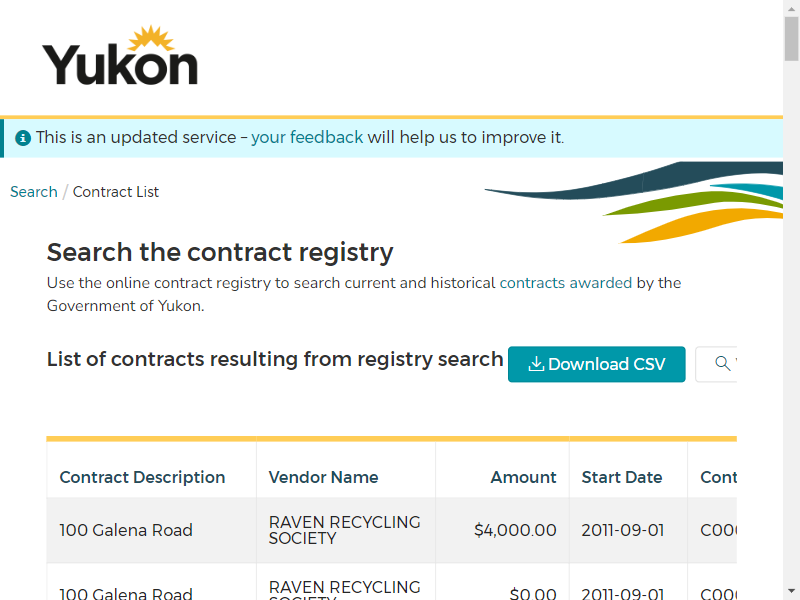 Yukon
This is an updated service – your feedback will help us to improve it.
Search / Contract List
Search the contract registry
Use the online contract registry to search current and historical contracts awarded by the
Government of Yukon.
List of contracts resulting from registry search Download CSV
Contract Description Vendor Name Amount Start Date Cont
100 Galena Road RAVEN RECYCLING SOCIETY $4,000.00 2011-09-01 C00
100 Galena Road RAVEN RECYCLING SOCIETY $0.00 2011-09-01 C00